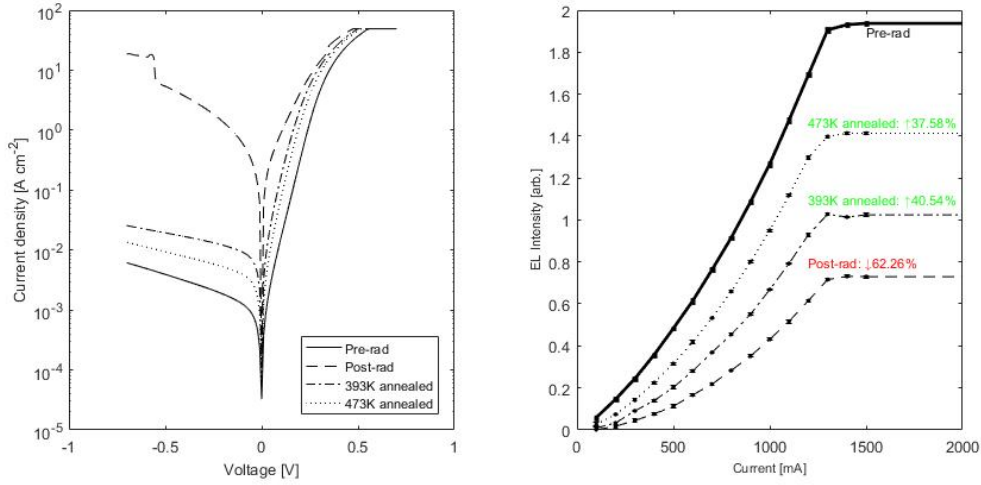 10^2
10^1
10^0
10^-1
10^-2
10^-3
10^-4
10^-5
Current density [A cm^-2]
-1
-0.5
0
0.5
1
Voltage [V]
Pre-rad
Post-rad
393K annealed
473K annealed
2
1.8
1.6
1.4
1.2
1
0.8
0.6
0.4
0.2
0
EL Intensity [arb.]
Pre-rad
473K annealed: ↑37.58%
393K annealed: ↑40.54%
Post-rad: ↓62.26%
0
500
1000
1500
2000
Current [mA]